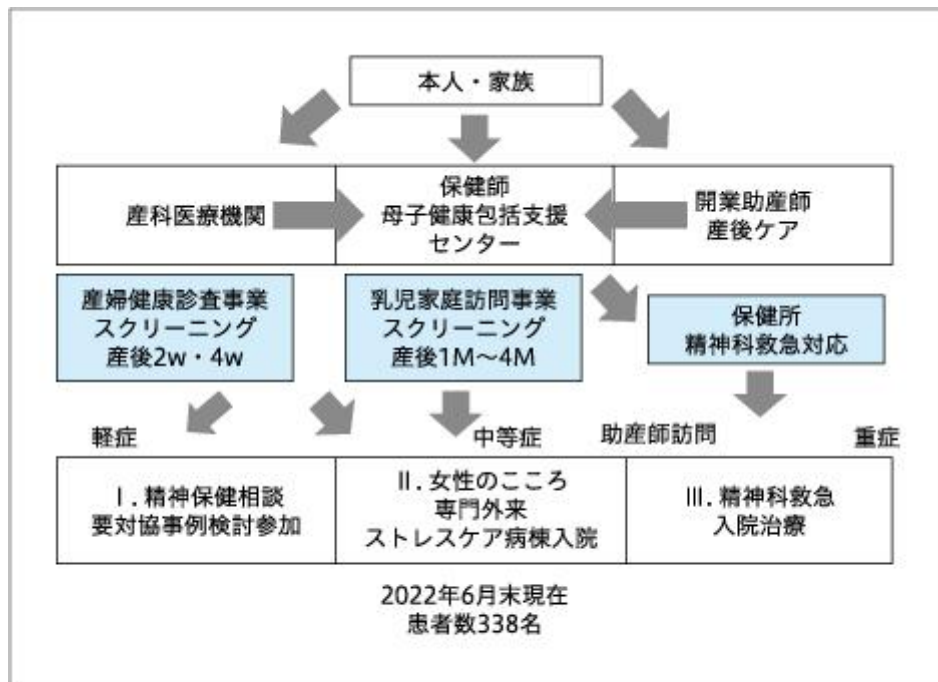 本人・家族
産科医療機関
保健師
母子健康包括支援
センター
開業助産師
産後ケア
産婦健康診査事業
スクリーニング
産後2w・4w
乳児家庭訪問事業
スクリーニング
産後1M〜4M
保健所
精神科救急対応
軽症
中等症
助産師訪問
重症
Ⅰ. 精神保健相談
要対協事例検討参加
Ⅱ. 女性のこころ
専門外来
ストレスケア病棟入院
Ⅲ. 精神科救急
入院治療
2022年6月末現在
患者数338名